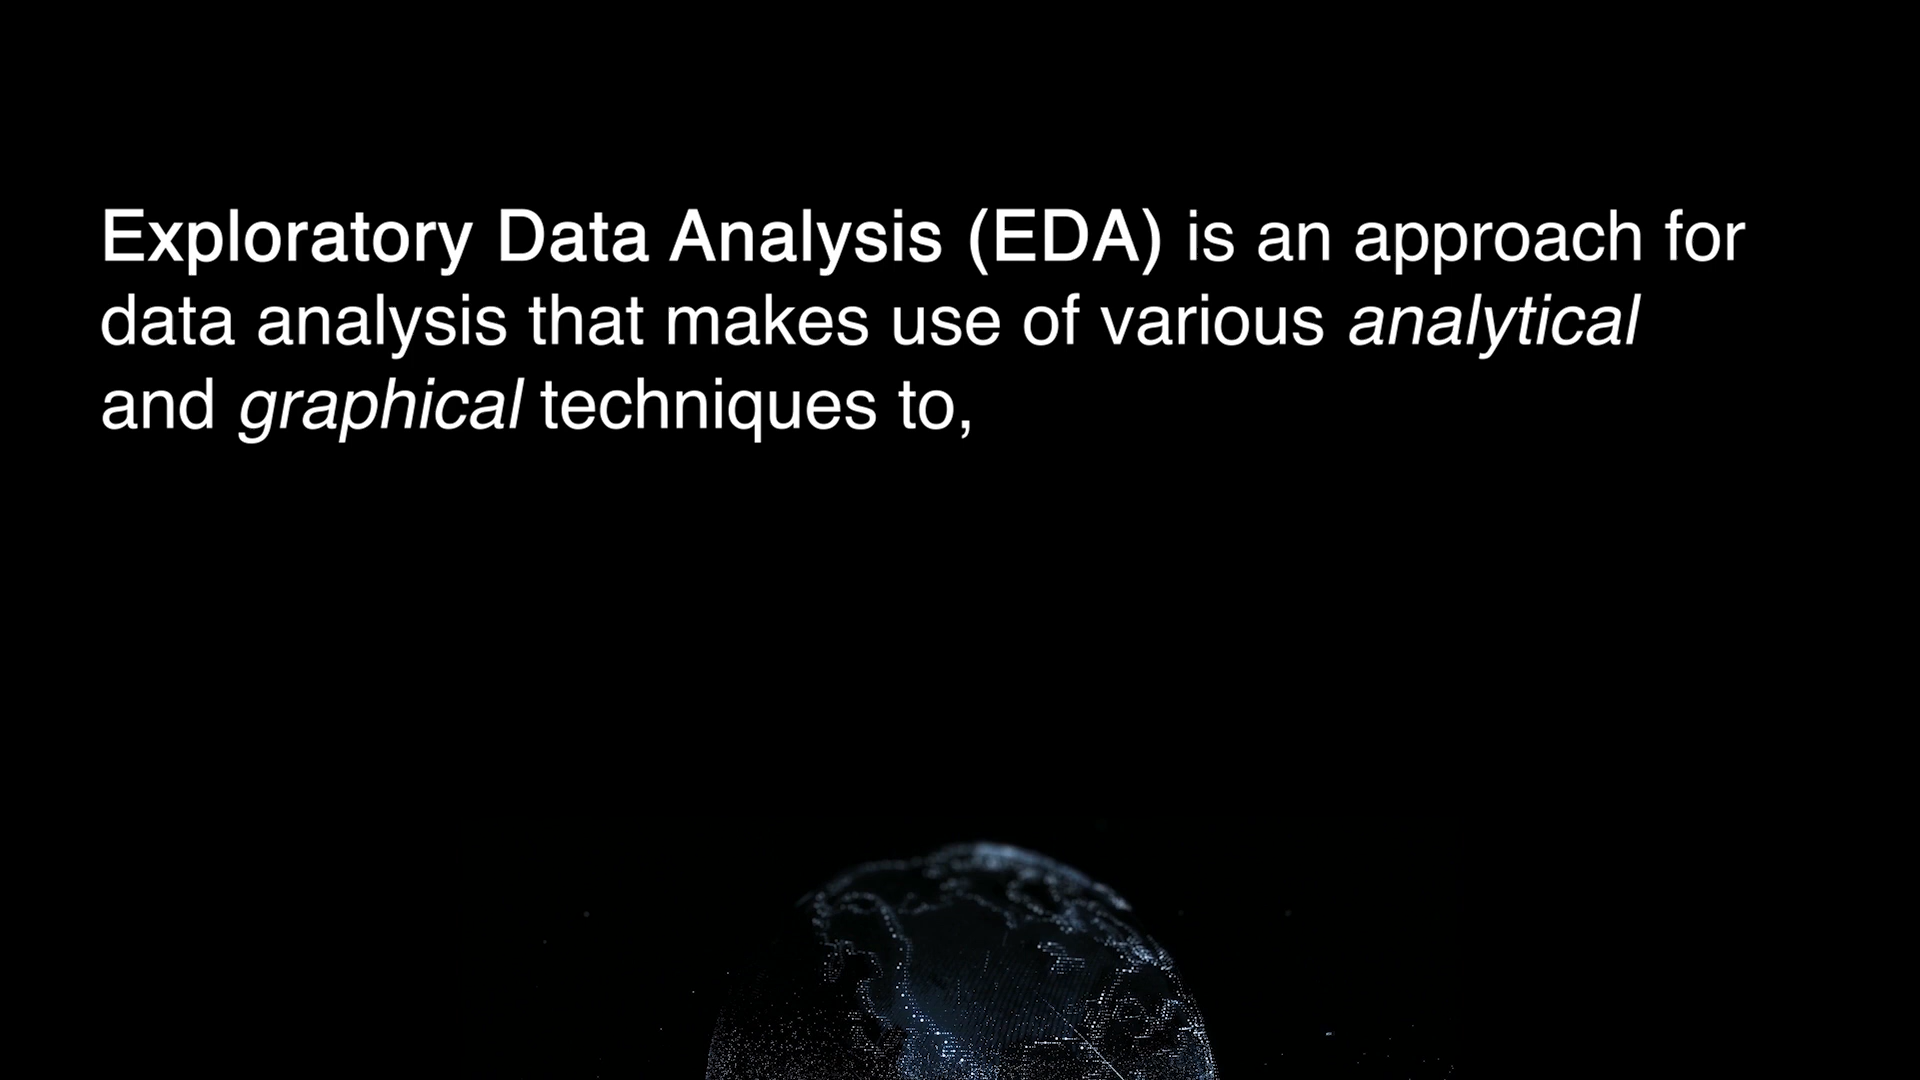 Exploratory Data Analysis (EDA) is an approach for
data analysis that makes use of various analytical
and graphical techniques to,